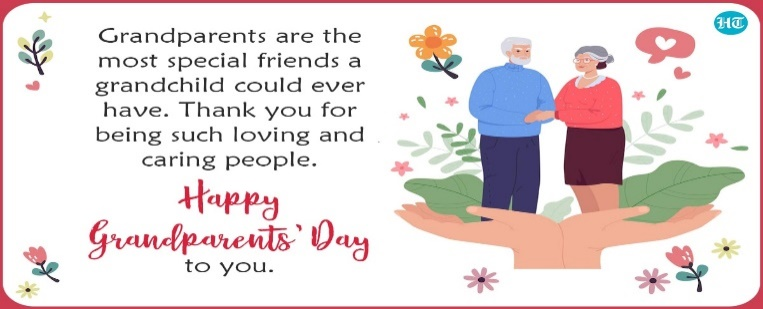 Grandparents are the
most special friends a
grandchild could ever
have. Thank you for
being such loving and
caring people.
Happy
Grandparents' Day
to you.
HT